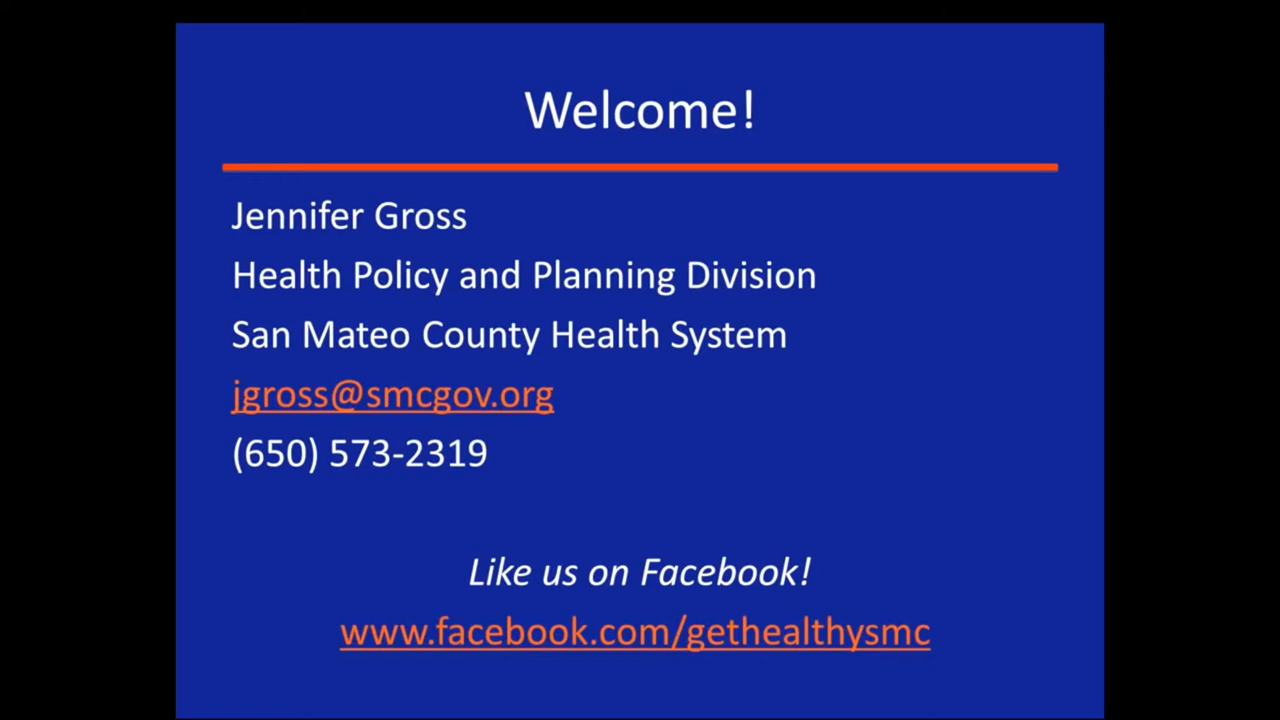 Welcome!
Jennifer Gross
Health Policy and Planning Division
San Mateo County Health System
jgross@smcgov.org
(650) 573-2319
Like us on Facebook!
www.facebook.com/gethealthysmc